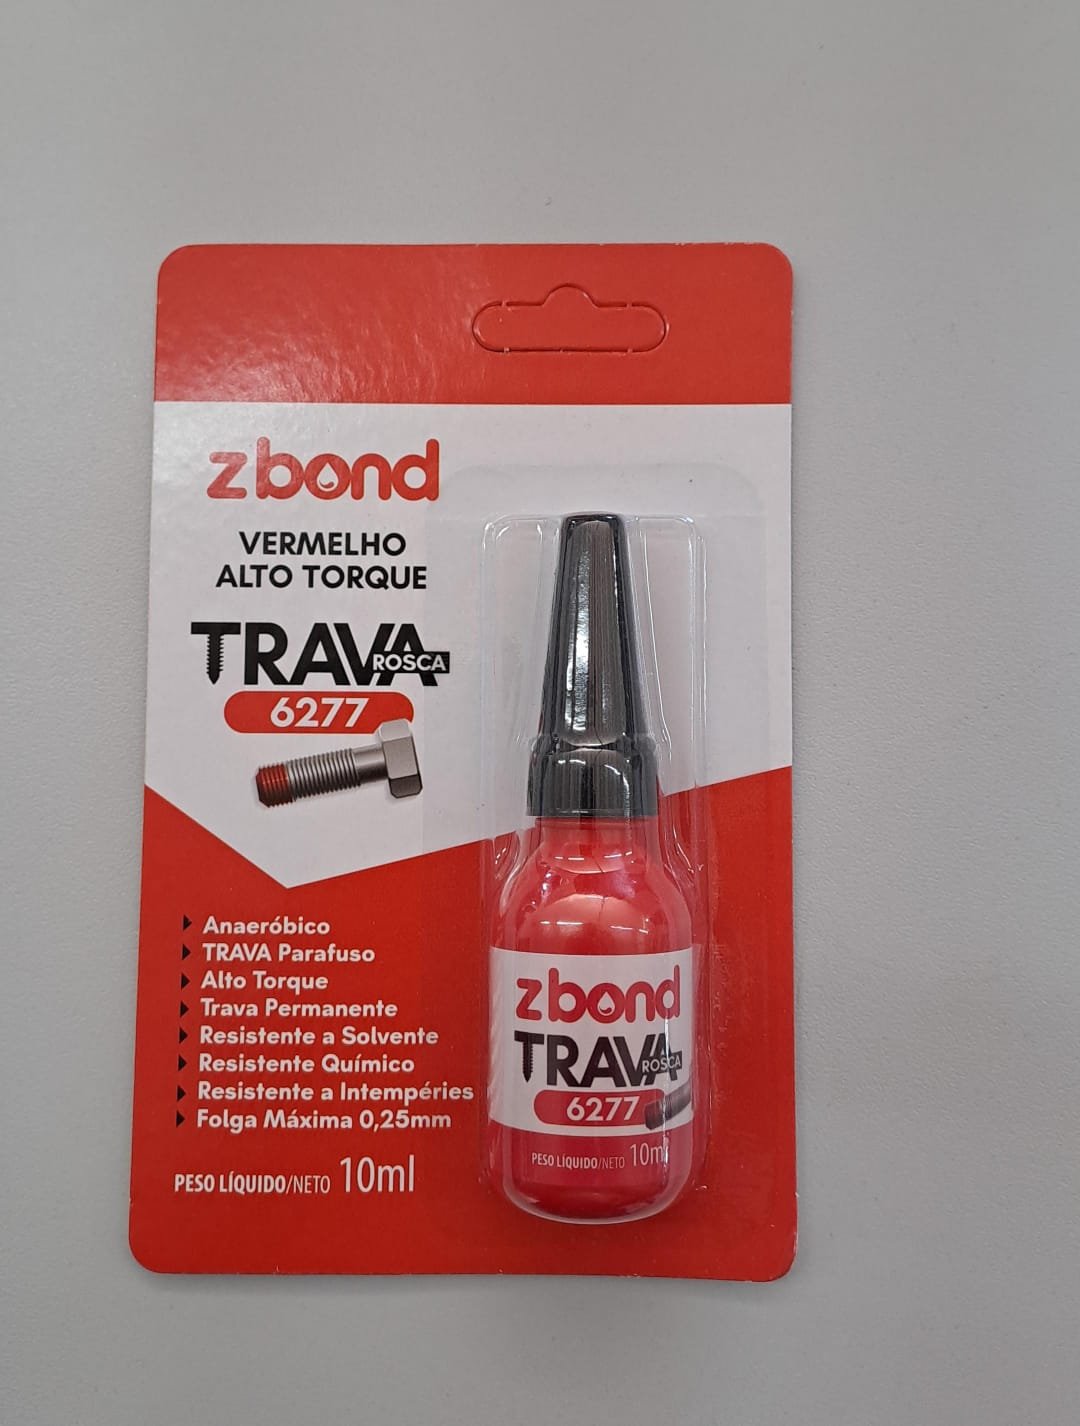 zbond
VERMELHO
ALTO TORQUE
TRAVA
ROSCA
6277
Anaeróbico
TRAVA Parafuso
Alto Torque
Trava Permanente
Resistente a Solvente
Resistente Químico
Resistente a Intempéries
Folga Máxima 0,25mm
PESO LÍQUIDO/NETO 10ml
zbond
TRAVA
ROSCA
6277
PESO LÍQUIDO/NETO 10ml